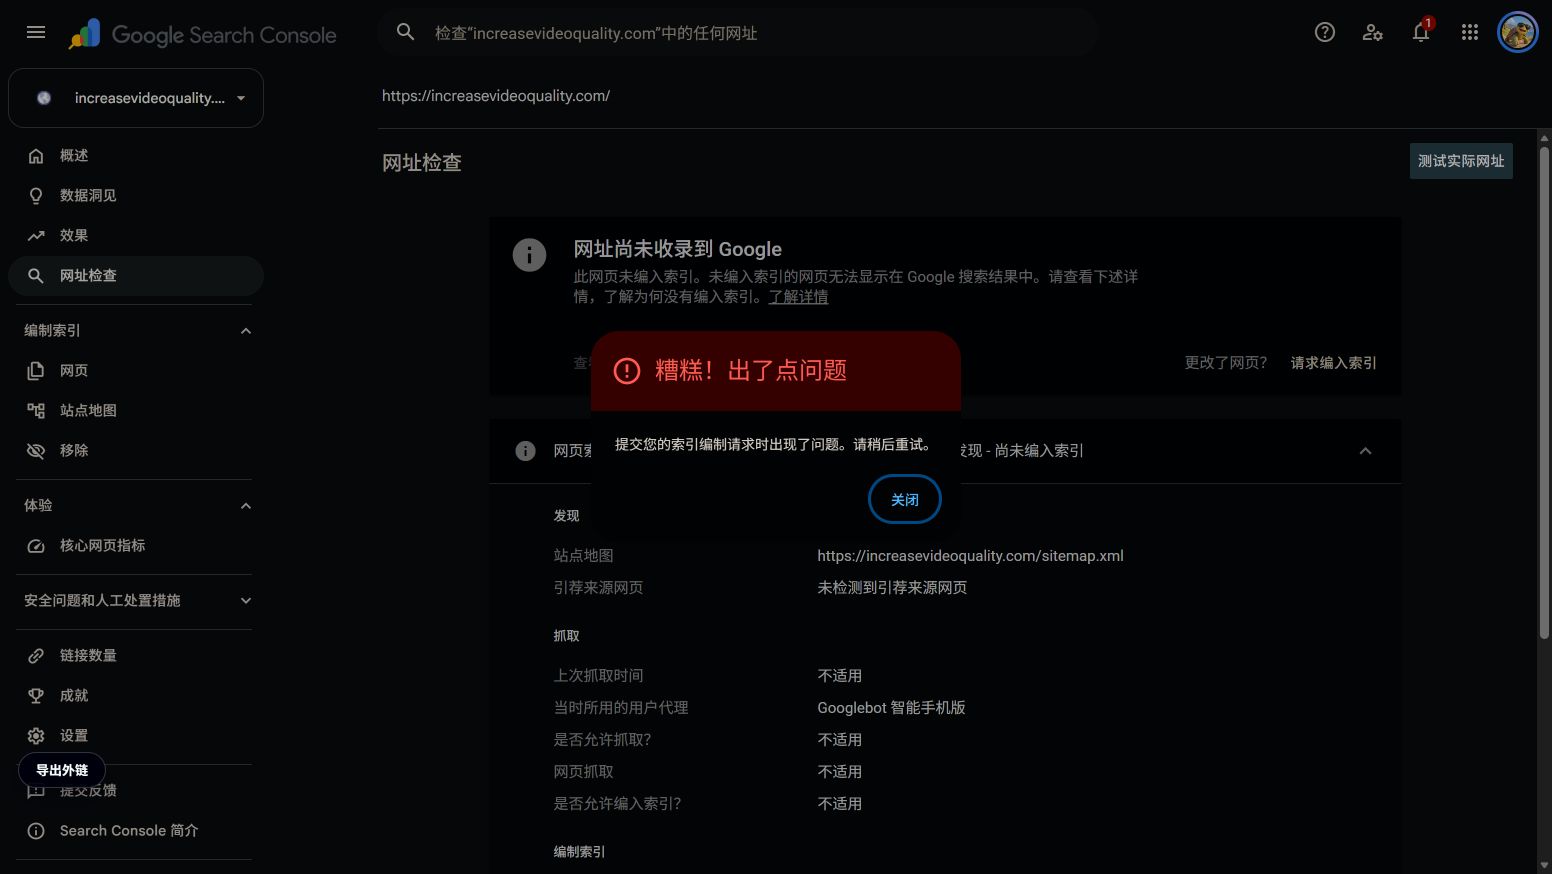 Google Search Console
检查“increasevideoquality.com”中的任何网址
1
increasevideoquality....
https://increasevideoquality.com/
概述
数据洞见
效果
网址检查
编制索引
网页
站点地图
移除
体验
核心网页指标
安全问题和人工处置措施
链接数量
成就
设置
导出外链
提交反馈
Search Console 简介
网址检查
测试实际网址
网址尚未收录到 Google
此网页未编入索引。未编入索引的网页无法显示在 Google 搜索结果中。请查看下述详
情，了解为何没有编入索引。了解详情
更改了网页？
请求编入索引
糟糕！出了点问题
提交您的索引编制请求时出现了问题。请稍后重试。
关闭
网页
发现 - 尚未编入索引
发现
站点地图
https://increasevideoquality.com/sitemap.xml
引荐来源网页
未检测到引荐来源网页
抓取
上次抓取时间
不适用
当时所用的用户代理
Googlebot 智能手机版
是否允许抓取？
不适用
网页抓取
不适用
是否允许编入索引？
不适用
编制索引